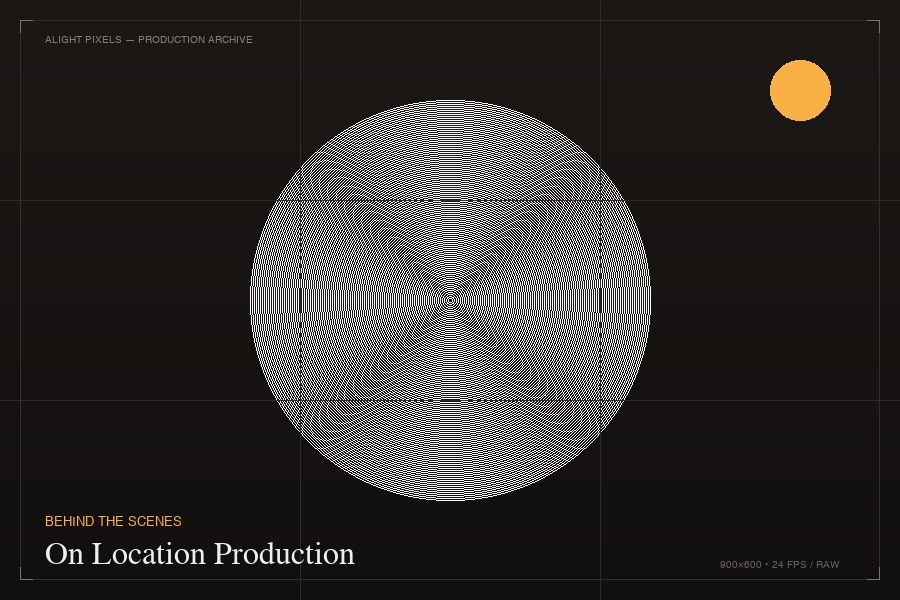 ALIGHT PIXELS — PRODUCTION ARCHIVE
BEHIND THE SCENES
On Location Production
900×600 • 24 FPS / RAW